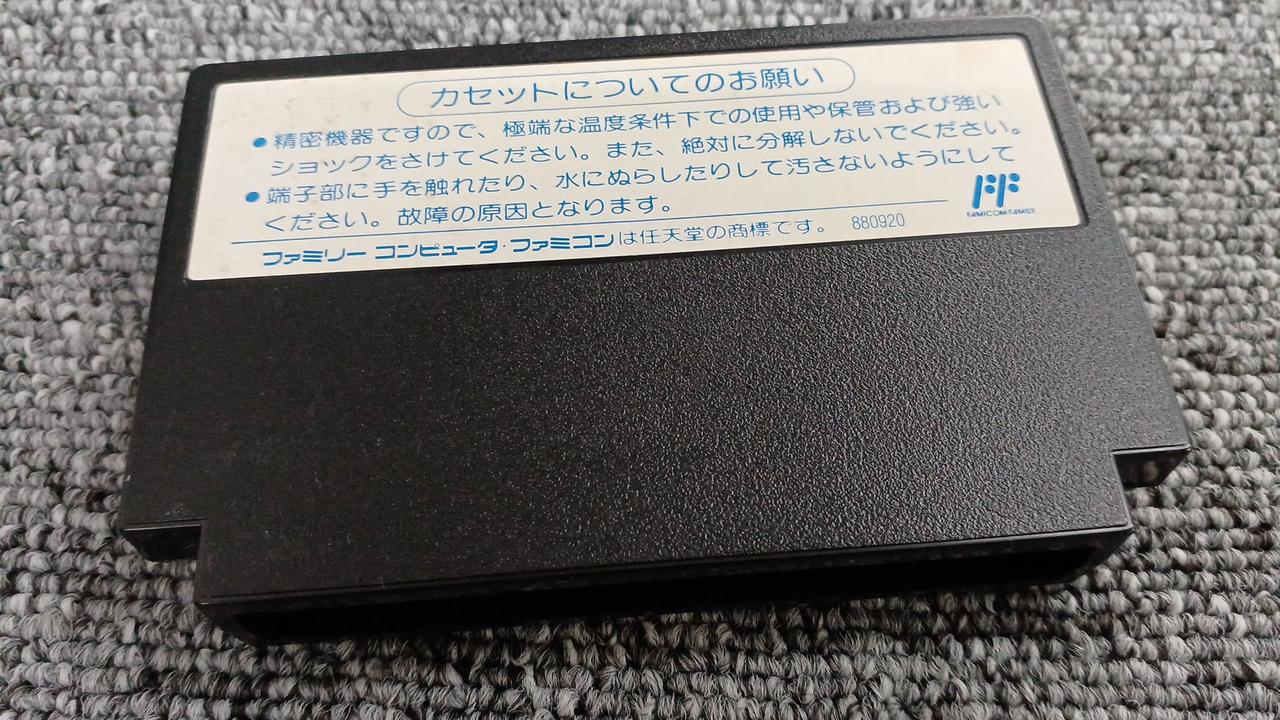 カセットについてのお願い
●精密機器ですので、極端な温度条件下での使用や保管および強い
ショックをさけてください。また、絶対に分解しないでください。
●端子部に手を触れたり、水にぬらしたりして汚さないようにして
ください。故障の原因となります。
FF
FAMICOM FAMILY
ファミリーコンピュータ・ファミコンは任天堂の商標です。 880920